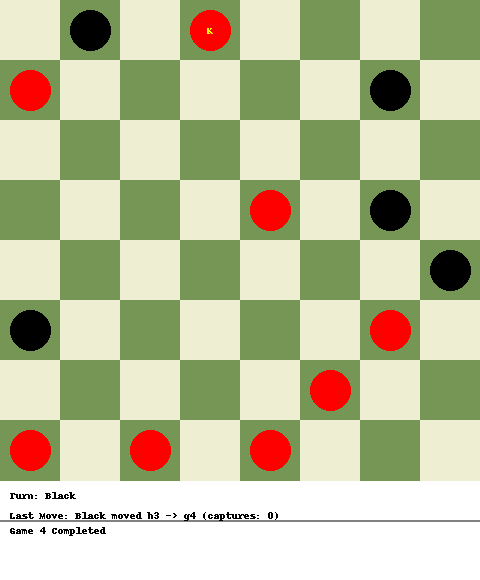 K
Turn: Black
Last Move: Black moved h3 -> g4 (captures: 0)
Game 4 Completed